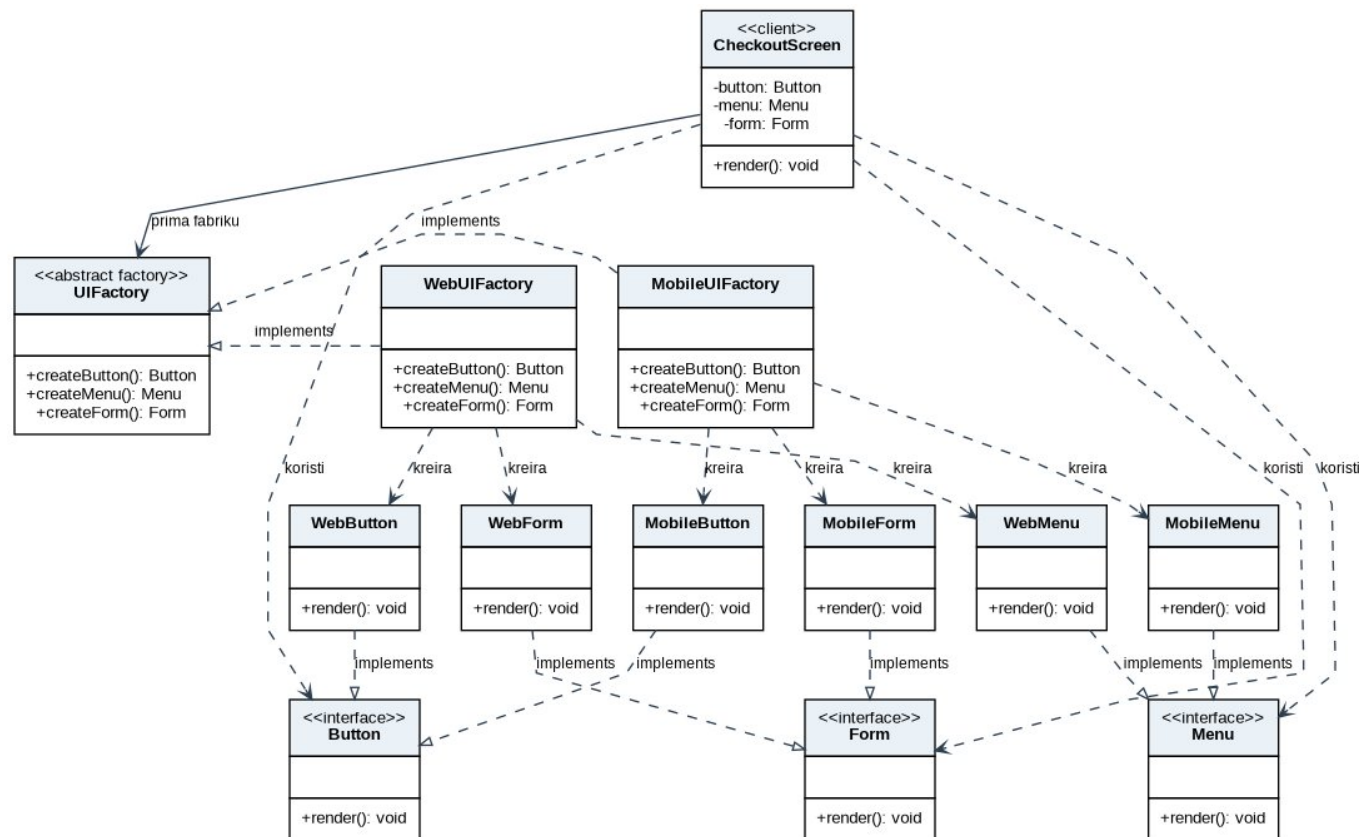 <<client>>
CheckoutScreen
-button: Button
-menu: Menu
-form: Form
+render(): void
prima fabriku
implements
<<abstract factory>>
UIFactory
+createButton(): Button
+createMenu(): Menu
+createForm(): Form
implements
WebUIFactory
+createButton(): Button
+createMenu(): Menu
+createForm(): Form
MobileUIFactory
+createButton(): Button
+createMenu(): Menu
+createForm(): Form
koristi
kreira
kreira
kreira
kreira
kreira
kreira
koristi
koristi
WebButton
+render(): void
WebForm
+render(): void
MobileButton
+render(): void
MobileForm
+render(): void
WebMenu
+render(): void
MobileMenu
+render(): void
implements
implements
implements
implements
implements
implements
<<interface>>
Button
+render(): void
<<interface>>
Form
+render(): void
<<interface>>
Menu
+render(): void